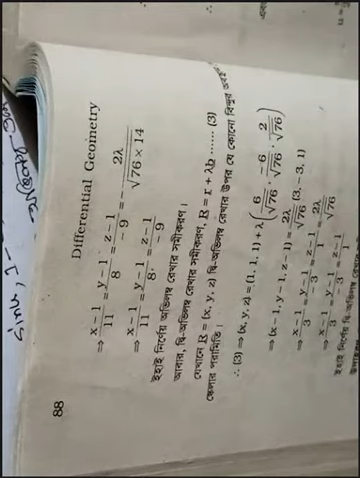 88
Differential Geometry
⇒ x − 1 / 11 = y − 1 / 8 = z − 1 / −9 = − 2λ / √76 × 14
⇒ x − 1 / 11 = y − 1 / 8 = z − 1 / −9
ইহাই নির্ণেয় অভিলম্ব রেখার সমীকরণ।
আবার, দ্বি-অভিলম্ব রেখার সমীকরণ, R = r + λb ....... (3)
যেখানে R = (x, y, z) দ্বি-অভিলম্ব রেখার উপর যে কোনো বিন্দুর
স্কেলার প্যরামিতি।
∴ (3) ⇒ (x, y, z) = (1, 1, 1) + λ (6 / √76, −6 / √76, 2 / √76)
⇒ (x − 1, y − 1, z − 1) = 2λ / √76 (3, −3, 1)
⇒ x − 1 / 3 = y − 1 / −3 = z − 1 / 1 = 2λ / √76
⇒ x − 1 / 3 = y − 1 / 3 = z − 1 / 1
ইহাই নির্ণেয় দ্বি-অভিলম্ব